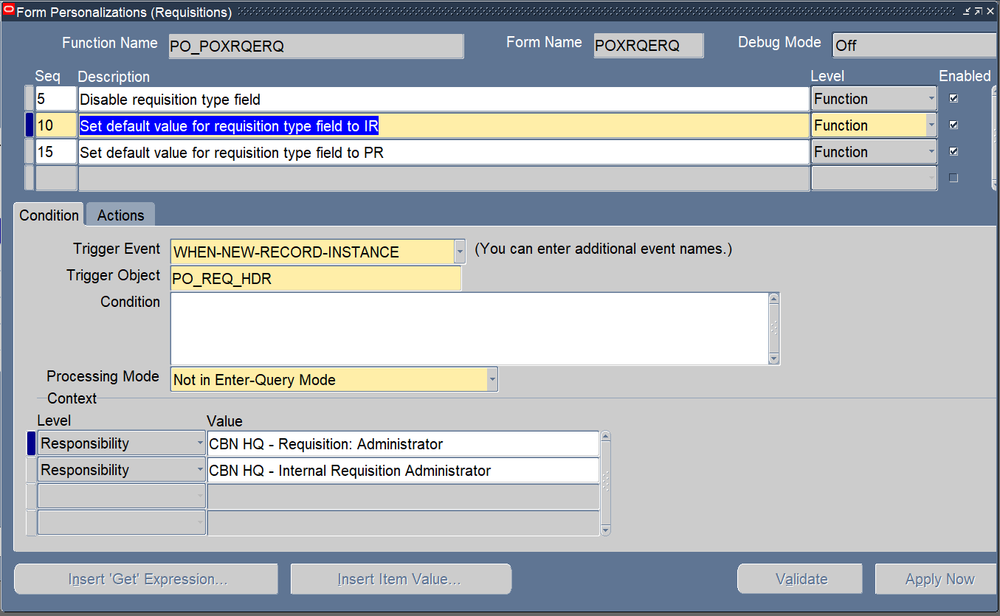 Form Personalizations (Requisitions)
Function Name PO_POXRQERQ Form Name POXRQERQ Debug Mode Off
Seq Description Level Enabled
5 Disable requisition type field Function
10 Set default value for requisition type field to IR Function
15 Set default value for requisition type field to PR Function
Condition Actions
Trigger Event WHEN-NEW-RECORD-INSTANCE (You can enter additional event names.)
Trigger Object PO_REQ_HDR
Condition
Processing Mode Not in Enter-Query Mode
Context
Level Value
Responsibility CBN HQ - Requisition: Administrator
Responsibility CBN HQ - Internal Requisition Administrator
Insert 'Get' Expression... Insert Item Value... Validate Apply Now